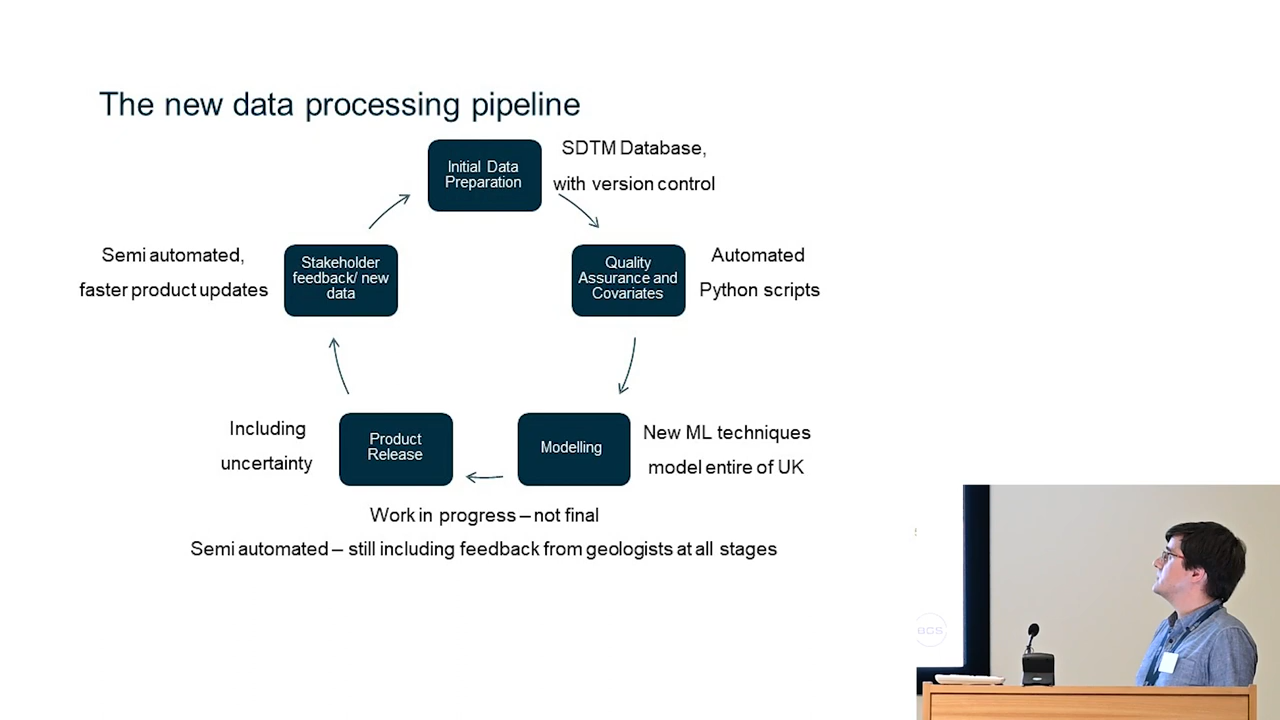 The new data processing pipeline
Initial Data
Preparation
SDTM Database,
with version control
Quality
Assurance and
Covariates
Automated
Python scripts
Modelling
New ML techniques
model entire of UK
Product
Release
Including
uncertainty
Stakeholder
feedback/ new
data
Semi automated,
faster product updates
Work in progress – not final
Semi automated – still including feedback from geologists at all stages
BGS